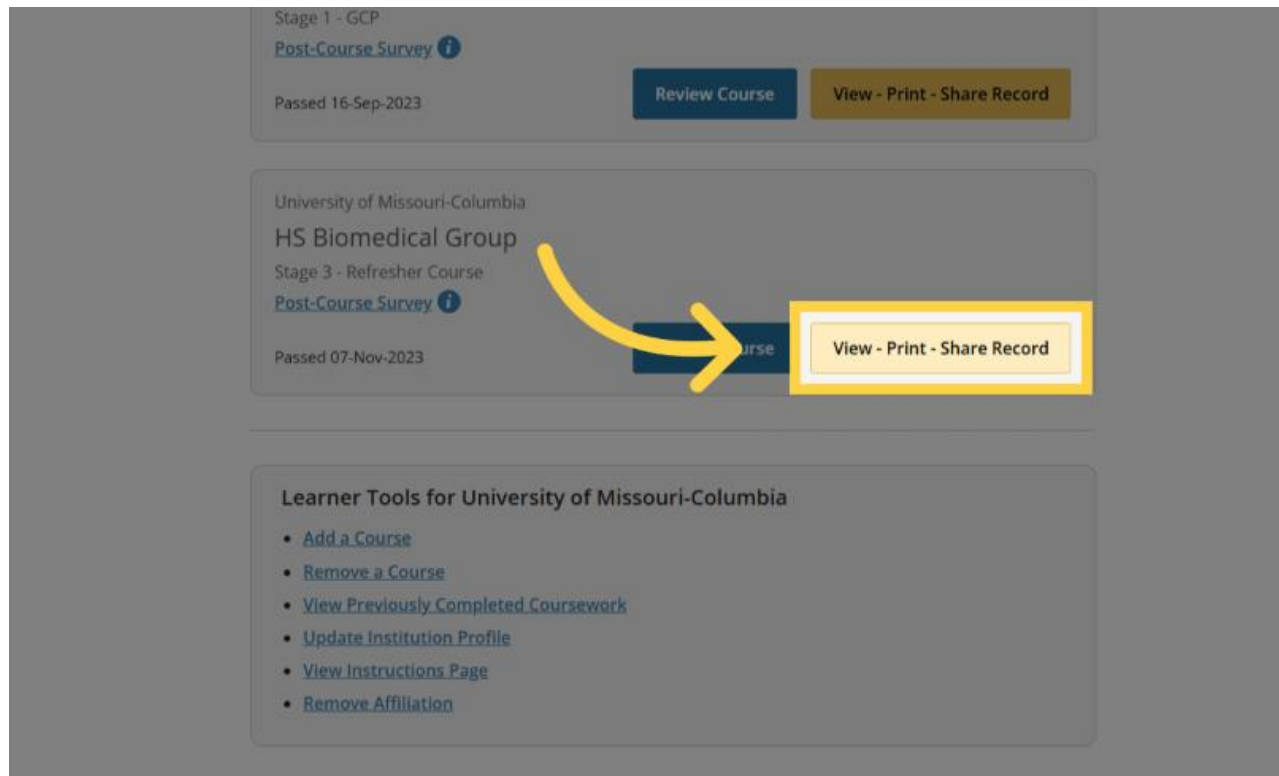 Stage 1 - GCP
Post-Course Survey i
Passed 16-Sep-2023
Review Course
View - Print - Share Record
University of Missouri-Columbia
HS Biomedical Group
Stage 3 - Refresher Course
Post-Course Survey i
Passed 07-Nov-2023
View - Print - Share Record
Learner Tools for University of Missouri-Columbia
• Add a Course
• Remove a Course
• View Previously Completed Coursework
• Update Institution Profile
• View Instructions Page
• Remove Affiliation